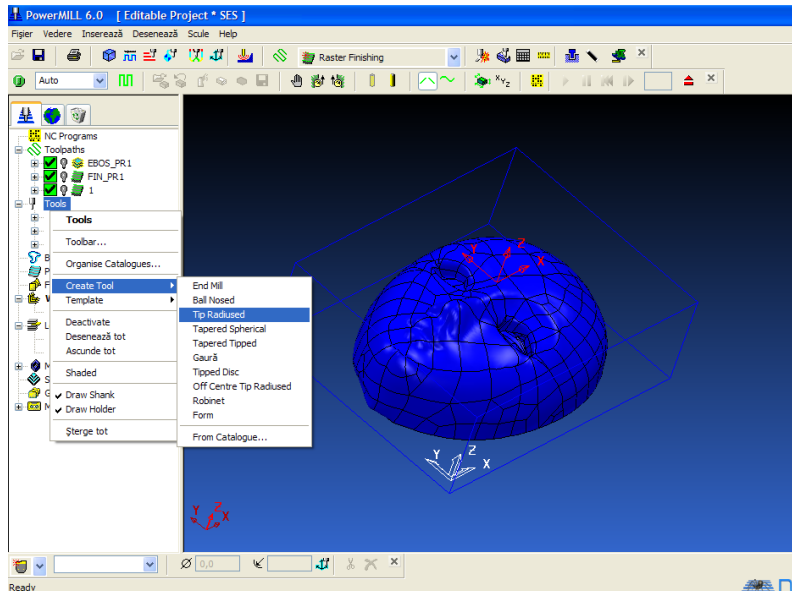 PowerMILL 6.0 [ Editable Project * SES ]
Fişier Vedere Inserează Desenează Scule Help
Raster Finishing
Auto
XYZ
NC Programs
Toolpaths
EBOS_PR1
FIN_PR1
1
Tools
Tools
Toolbar...
Organise Catalogues...
Create Tool
Template
Deactivate
Desenează tot
Ascunde tot
Shaded
Draw Shank
Draw Holder
Şterge tot
End Mill
Ball Nosed
Tip Radiused
Tapered Spherical
Tapered Tipped
Gaură
Tipped Disc
Off Centre Tip Radiused
Robinet
Form
From Catalogue...
Y Z X
Y Z X
Y Z X
0,0
Ready